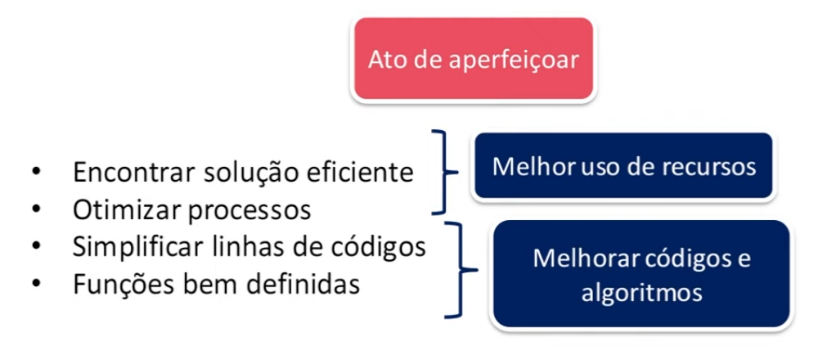 Ato de aperfeiçoar
• Encontrar solução eficiente
• Otimizar processos
• Simplificar linhas de códigos
• Funções bem definidas
Melhor uso de recursos
Melhorar códigos e
algoritmos